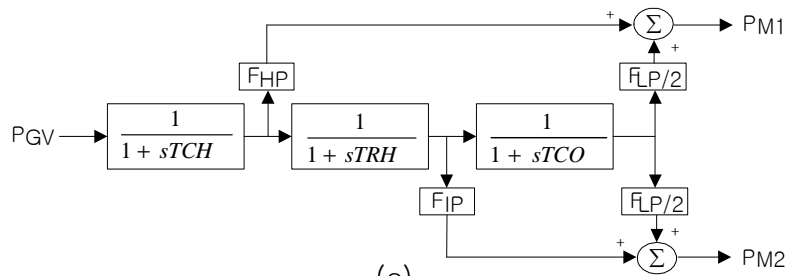 +
Σ
PM1
+
FHP
FLP/2
PGV
1
1 + sTCH
1
1 + sTRH
1
1 + sTCO
FIP
FLP/2
+
+
Σ
PM2